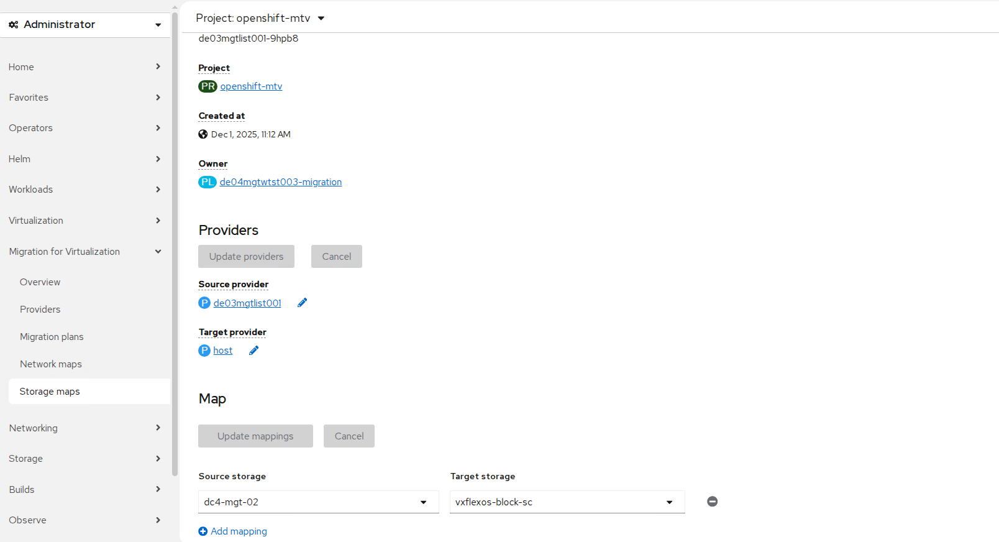 Administrator
Home
Favorites
Operators
Helm
Workloads
Virtualization
Migration for Virtualization
Overview
Providers
Migration plans
Network maps
Storage maps
Networking
Storage
Builds
Observe
Project: openshift-mtv
de03mgtlist001-9hpb8
Project
PR openshift-mtv
Created at
Dec 1, 2025, 11:12 AM
Owner
PL de04mgtwtst003-migration
Providers
Update providers Cancel
Source provider
P de03mgtlist001
Target provider
P host
Map
Update mappings Cancel
Source storage Target storage
dc4-mgt-02 vxflexos-block-sc
Add mapping